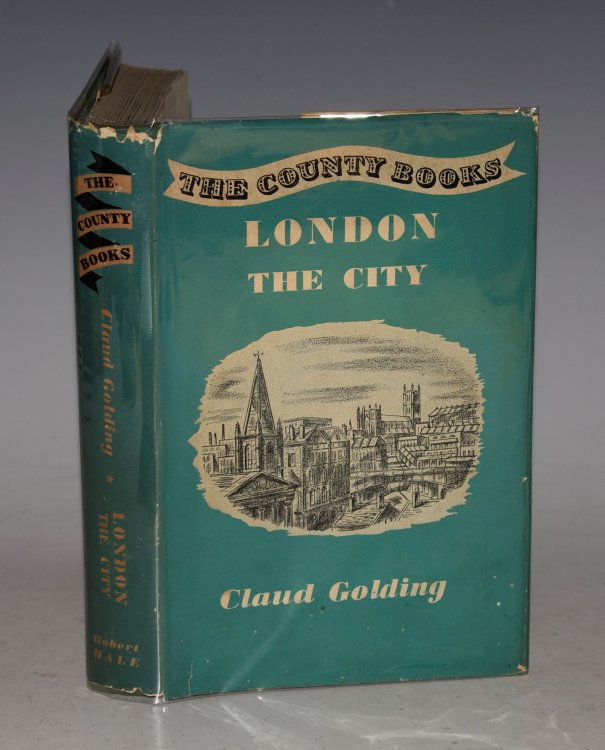 THE COUNTY BOOKS
LONDON
THE CITY
Claud Golding
THE
COUNTY
BOOKS
Claud Golding * LONDON
THE CITY
Robert
HALE